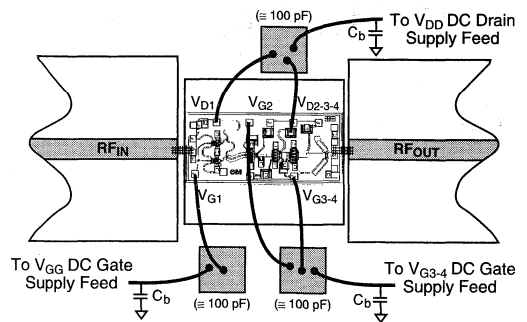 (≅ 100 pF)
To VDD DC Drain
Supply Feed
Cb
VD1
VG2
VD2-3-4
RFIN
RFOUT
VG1
VG3-4
To VGG DC Gate
Supply Feed
Cb
(≅ 100 pF)
(≅ 100 pF)
To VG3-4 DC Gate
Supply Feed
Cb